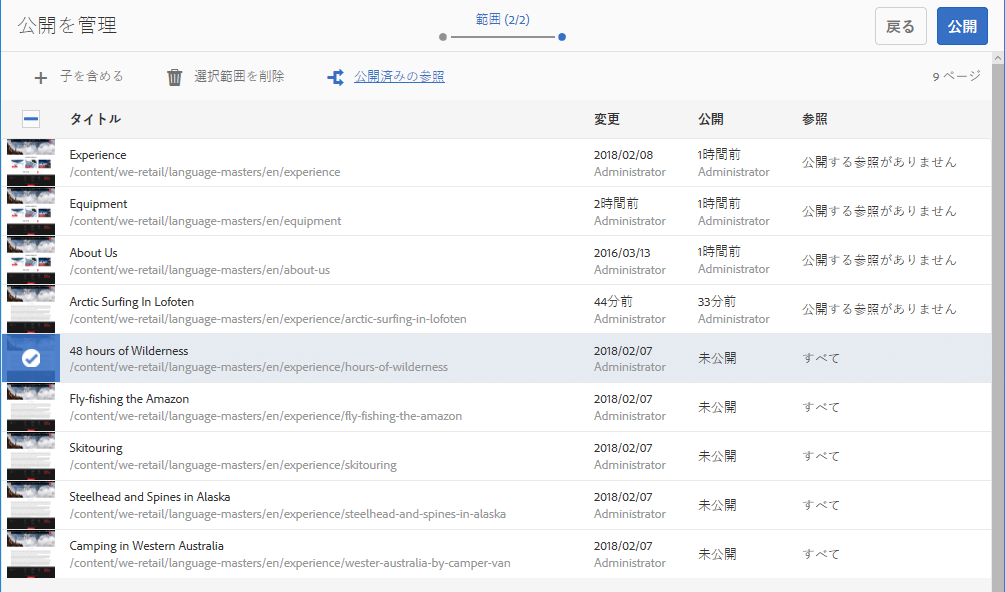 公開を管理
範囲 (2/2)
戻る
公開
子を含める
選択範囲を削除
公開済みの参照
9 ページ
タイトル 変更 公開 参照
Experience 2018/02/08 1時間前 公開する参照がありません
/content/we-retail/language-masters/en/experience Administrator Administrator
Equipment 2時間前 1時間前 公開する参照がありません
/content/we-retail/language-masters/en/equipment Administrator Administrator
About Us 2016/03/13 1時間前 公開する参照がありません
/content/we-retail/language-masters/en/about-us Administrator Administrator
Arctic Surfing In Lofoten 44分前 33分前 公開する参照がありません
/content/we-retail/language-masters/en/experience/arctic-surfing-in-lofoten Administrator Administrator
48 hours of Wilderness 2018/02/07 未公開 すべて
/content/we-retail/language-masters/en/experience/hours-of-wilderness Administrator
Fly-fishing the Amazon 2018/02/07 未公開 すべて
/content/we-retail/language-masters/en/experience/fly-fishing-the-amazon Administrator
Skitouring 2018/02/07 未公開 すべて
/content/we-retail/language-masters/en/experience/skitouring Administrator
Steelhead and Spines in Alaska 2018/02/07 未公開 すべて
/content/we-retail/language-masters/en/experience/steelhead-and-spines-in-alaska Administrator
Camping in Western Australia 2018/02/07 未公開 すべて
/content/we-retail/language-masters/en/experience/wester-australia-by-camper-van Administrator